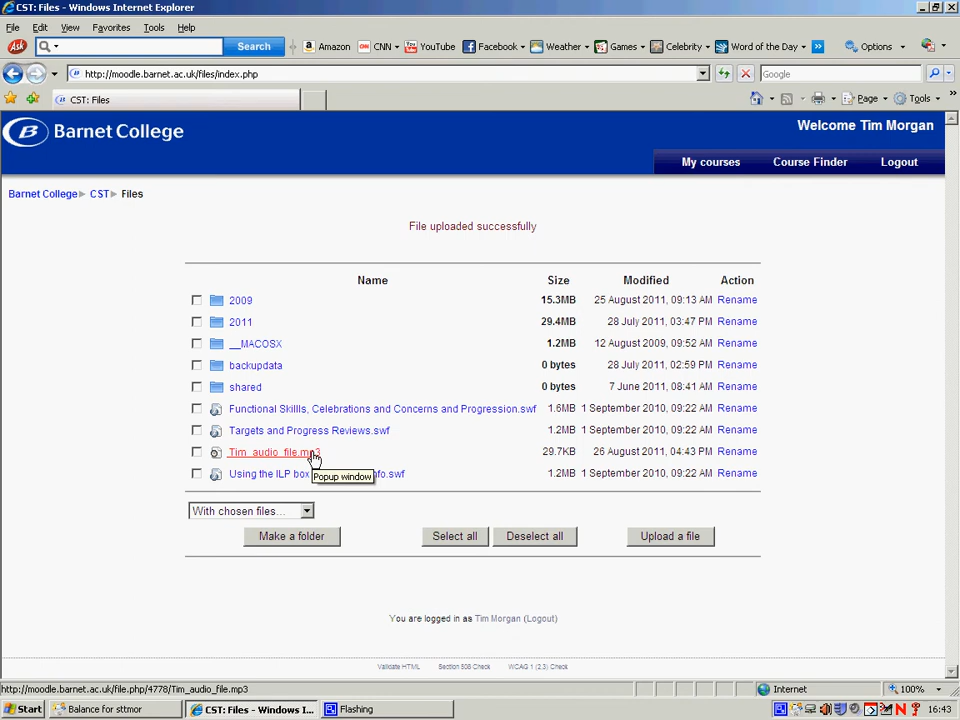 CST: Files - Windows Internet Explorer
File Edit View Favorites Tools Help
Ask Search Amazon CNN YouTube Facebook Weather Games Celebrity Word of the Day Options
http://moodle.barnet.ac.uk/files/index.php Google
CST: Files Page Tools
B Barnet College Welcome Tim Morgan
My courses Course Finder Logout
Barnet College CST Files
File uploaded successfully
Name Size Modified Action
2009 15.3MB 25 August 2011, 09:13 AM Rename
2011 29.4MB 28 July 2011, 03:47 PM Rename
__MACOSX 1.2MB 12 August 2009, 09:52 AM Rename
backupdata 0 bytes 28 July 2011, 02:59 PM Rename
shared 0 bytes 7 June 2011, 08:41 AM Rename
Functional Skillls, Celebrations and Concerns and Progression.swf 1.6MB 1 September 2010, 09:22 AM Rename
Targets and Progress Reviews.swf 1.2MB 1 September 2010, 09:22 AM Rename
Tim_audio_file.mp3 29.7KB 26 August 2011, 04:43 PM Rename
Using the ILP box nfo.swf 1.2MB 1 September 2010, 09:22 AM Rename
Popup window
With chosen files...
Make a folder Select all Deselect all Upload a file
You are logged in as Tim Morgan (Logout)
Validate HTML Section 508 Check WCAG 1 (2,3) Check
http://moodle.barnet.ac.uk/file.php/4778/Tim_audio_file.mp3 Internet 100%
Start Balance for sttmor CST: Files - Windows I... Flashing 16:43